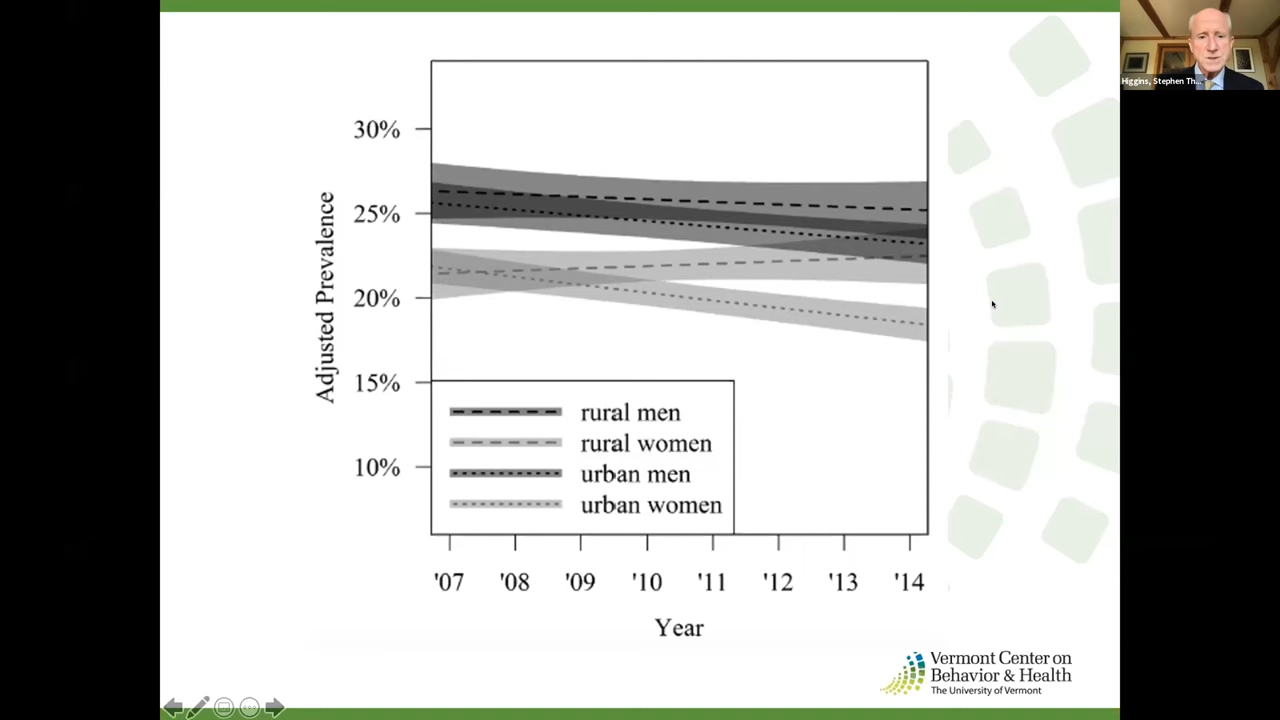 Higgins, Stephen Th...
30%
25%
20%
15%
10%
Adjusted Prevalence
rural men
rural women
urban men
urban women
'07 '08 '09 '10 '11 '12 '13 '14
Year
Vermont Center on
Behavior & Health
The University of Vermont